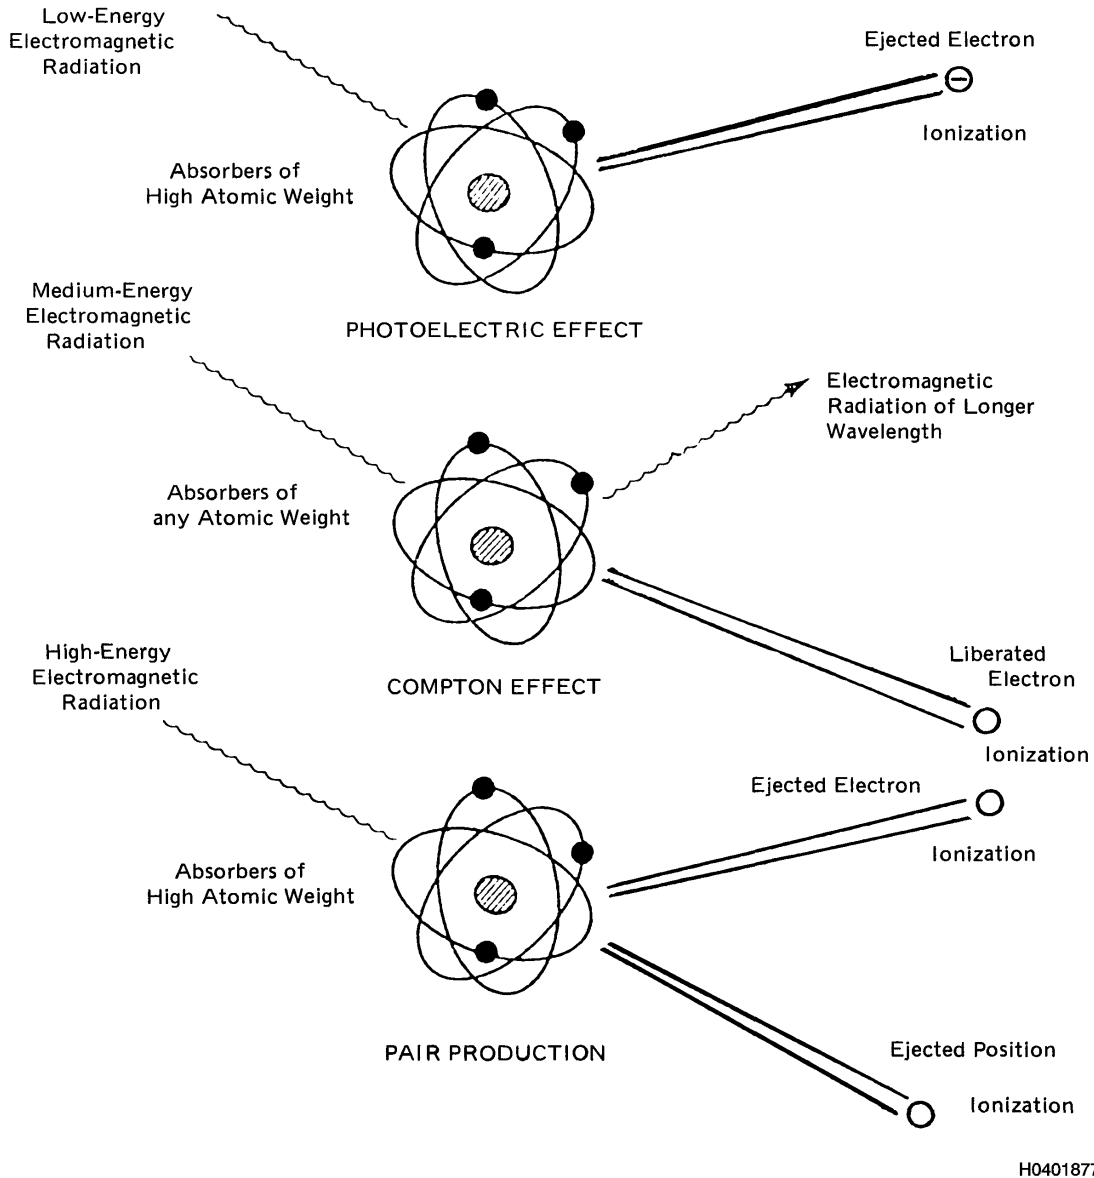 Low-Energy
Electromagnetic
Radiation
Ejected Electron
Ionization
Absorbers of
High Atomic Weight
PHOTOELECTRIC EFFECT
Medium-Energy
Electromagnetic
Radiation
Electromagnetic
Radiation of Longer
Wavelength
Absorbers of
any Atomic Weight
COMPTON EFFECT
Liberated
Electron
Ionization
High-Energy
Electromagnetic
Radiation
Ejected Electron
Ionization
Absorbers of
High Atomic Weight
PAIR PRODUCTION
Ejected Position
Ionization
H0401877